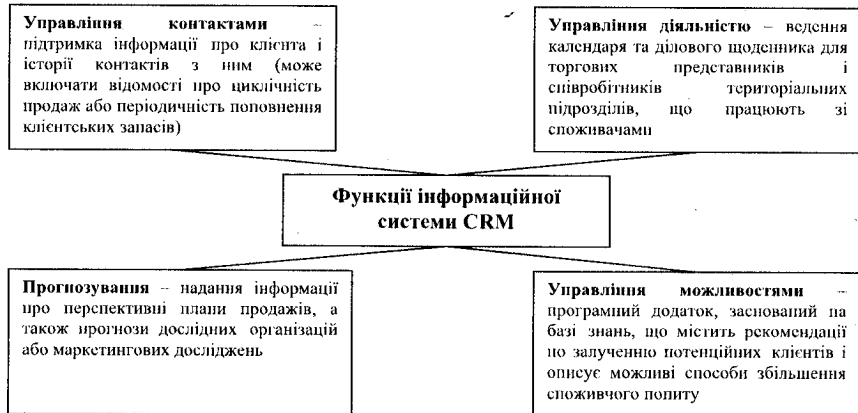 Управління контактами –
підтримка інформації про клієнта і
історії контактів з ним (може
включати відомості про циклічність
продаж або періодичність поповнення
клієнтських запасів)
Управління діяльністю – ведення
календаря та ділового щоденника для
торгових представників і
співробітників територіальних
підрозділів, що працюють зі
споживачами
Функції інформаційної
системи CRM
Прогнозування – надання інформації
про перспективні плани продажів, а
також прогнози дослідних організацій
або маркетингових досліджень
Управління можливостями –
програмний додаток, заснований на
базі знань, що містить рекомендації
по залученню потенційних клієнтів і
описує можливі способи збільшення
споживчого попиту